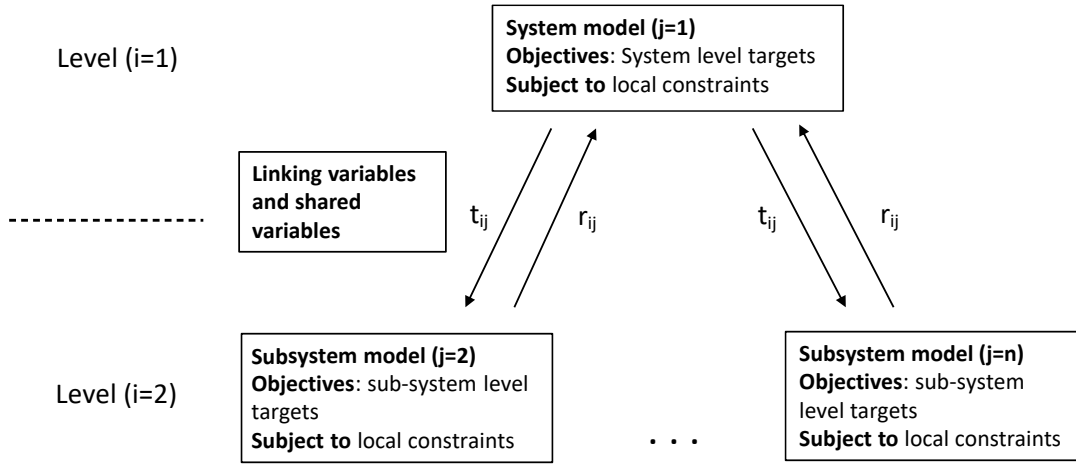 System model (j=1)
Objectives: System level targets
Subject to local constraints
Level (i=1)
Linking variables
and shared
variables
tij
rij
tij
rij
Subsystem model (j=2)
Objectives: sub-system level
targets
Subject to local constraints
Level (i=2)
. . .
Subsystem model (j=n)
Objectives: sub-system
level targets
Subject to local constraints